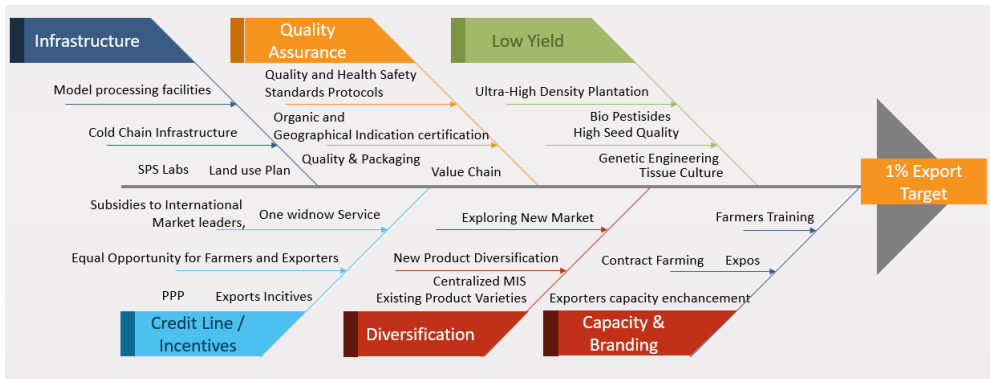 Infrastructure
Quality
Assurance
Low Yield
Model processing facilities
Cold Chain Infrastructure
SPS Labs
Land use Plan
Quality and Health Safety
Standards Protocols
Organic and
Geographical Indication certification
Quality & Packaging
Value Chain
Ultra-High Density Plantation
Bio Pestisides
High Seed Quality
Genetic Engineering
Tissue Culture
1% Export
Target
Subsidies to International
Market leaders,
One widnow Service
Equal Opportunity for Farmers and Exporters
PPP
Exports Incitives
Exploring New Market
New Product Diversification
Centralized MIS
Existing Product Varieties
Farmers Training
Contract Farming
Expos
Exporters capacity enchancement
Credit Line /
Incentives
Diversification
Capacity &
Branding